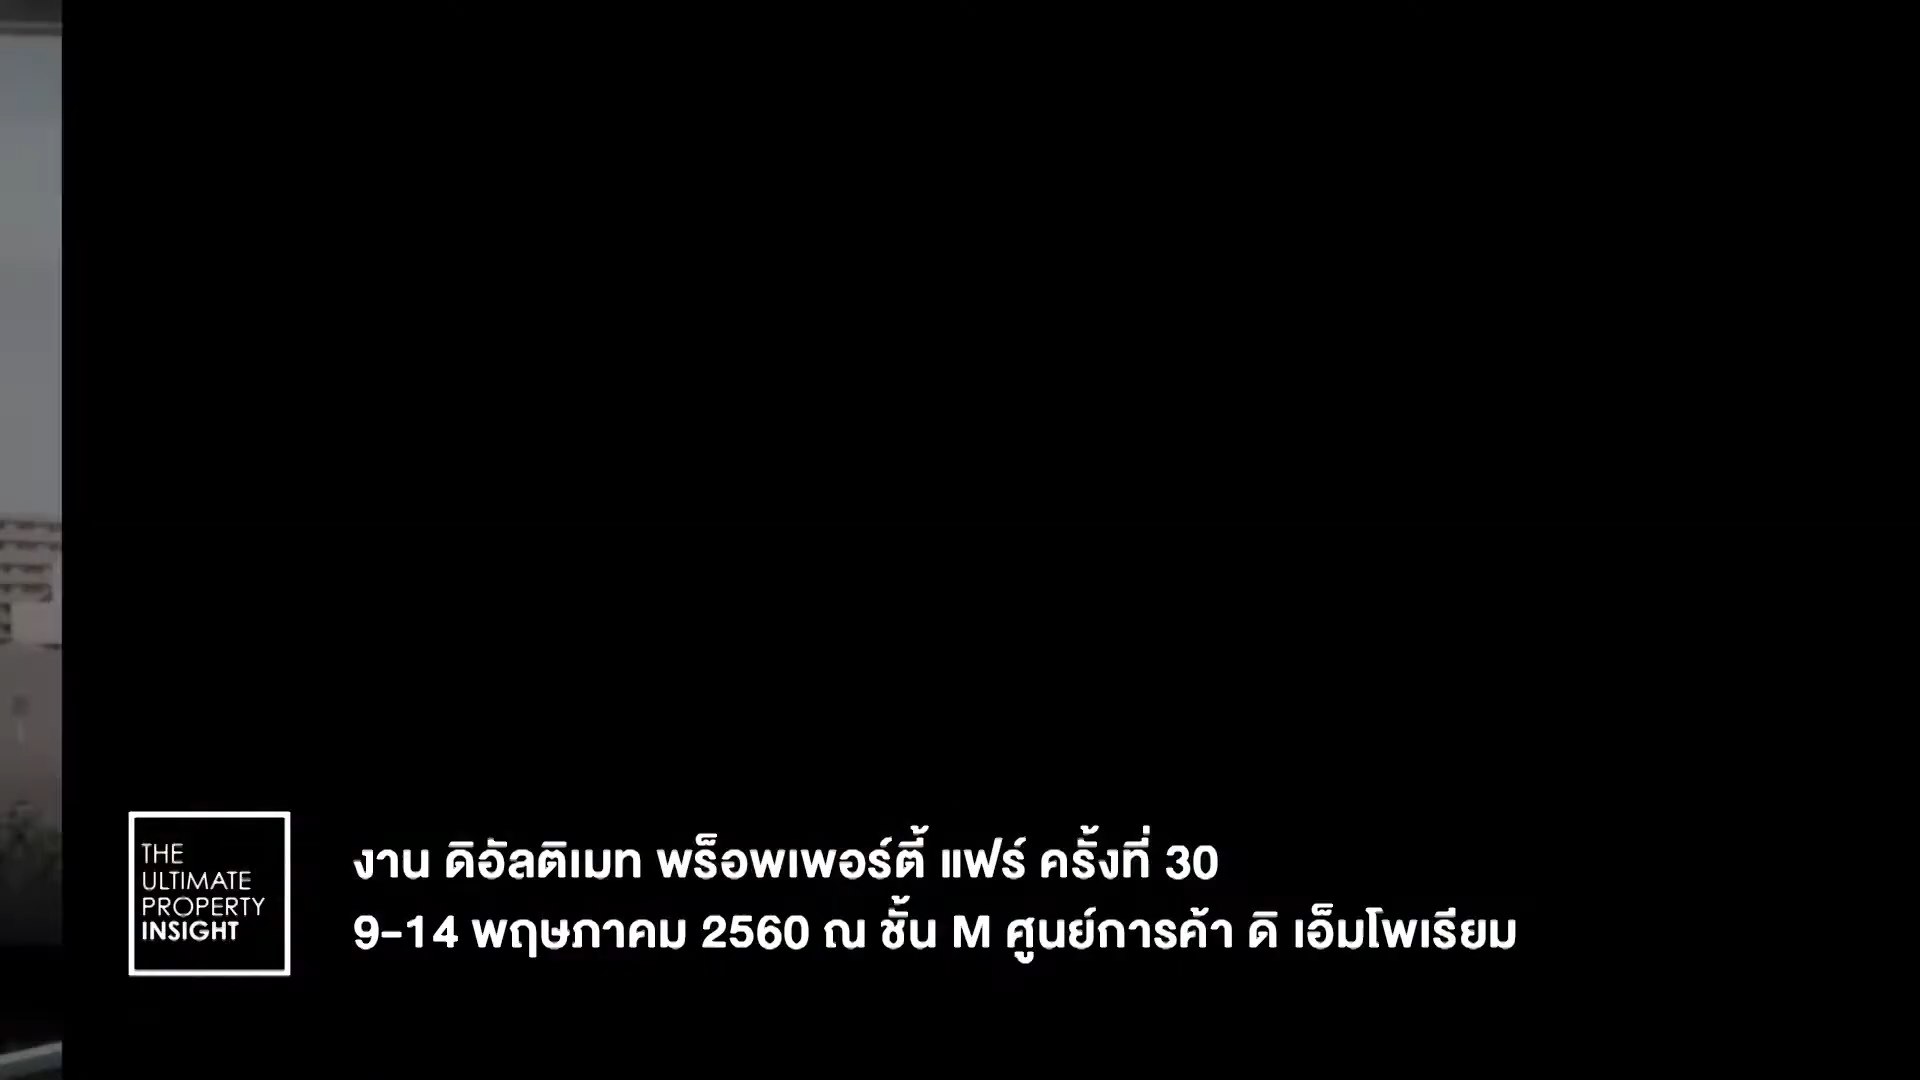 THE
ULTIMATE
PROPERTY
INSIGHT
งาน ดิอัลติเมท พร็อพเพอร์ตี้ แฟร์ ครั้งที่ 30
9-14 พฤษภาคม 2560 ณ ชั้น M ศูนย์การค้า ดิ เอ็มโพเรียม